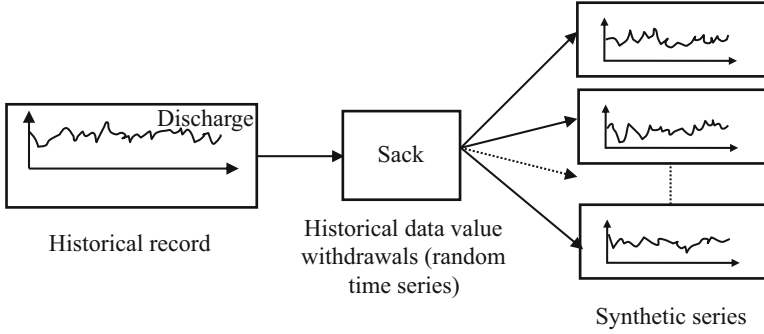 Discharge
Historical record
Sack
Historical data value
withdrawals (random
time series)
Synthetic series